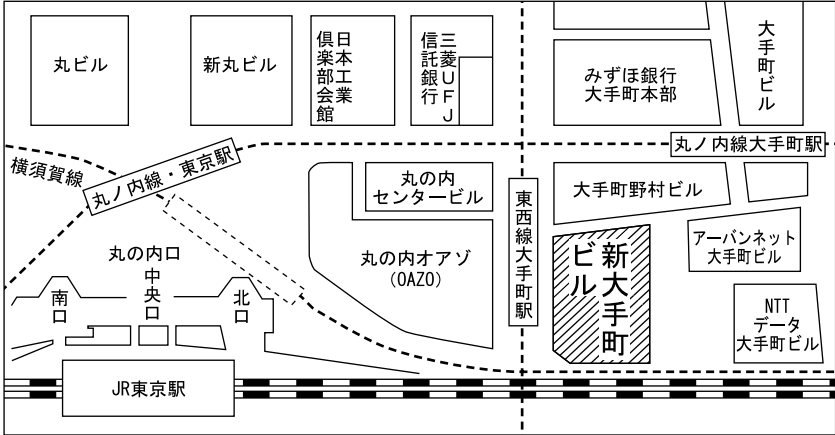 丸ビル
新丸ビル
日本工業
倶楽部会館
三菱UFJ
信託銀行
みずほ銀行
大手町本部
大手町ビル
丸ノ内線大手町駅
横須賀線
丸ノ内線・東京駅
丸の内
センタービル
東西線大手町駅
大手町野村ビル
丸の内オアゾ
(OAZO)
新大手町
ビル
アーバンネット
大手町ビル
丸の内口
中央口
南口
北口
NTT
データ
大手町ビル
JR東京駅